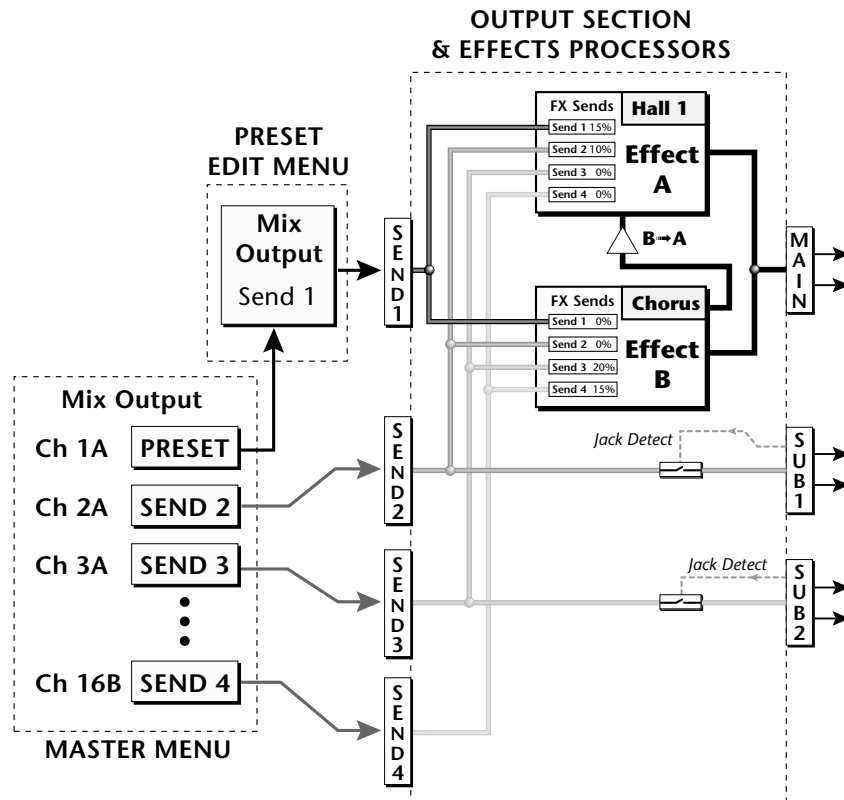 OUTPUT SECTION
& EFFECTS PROCESSORS
PRESET
EDIT MENU
Mix
Output
Send 1
SEND1
FX Sends
Hall 1
Send 1 15%
Send 2 10%
Send 3 0%
Send 4 0%
Effect
A
B➟A
FX Sends
Chorus
Send 1 0%
Send 2 0%
Send 3 20%
Send 4 15%
Effect
B
MAIN
Mix Output
Ch 1A PRESET
Ch 2A SEND 2
Ch 3A SEND 3
Ch 16B SEND 4
MASTER MENU
SEND2
Jack Detect
SUB1
SEND3
Jack Detect
SUB2
SEND4